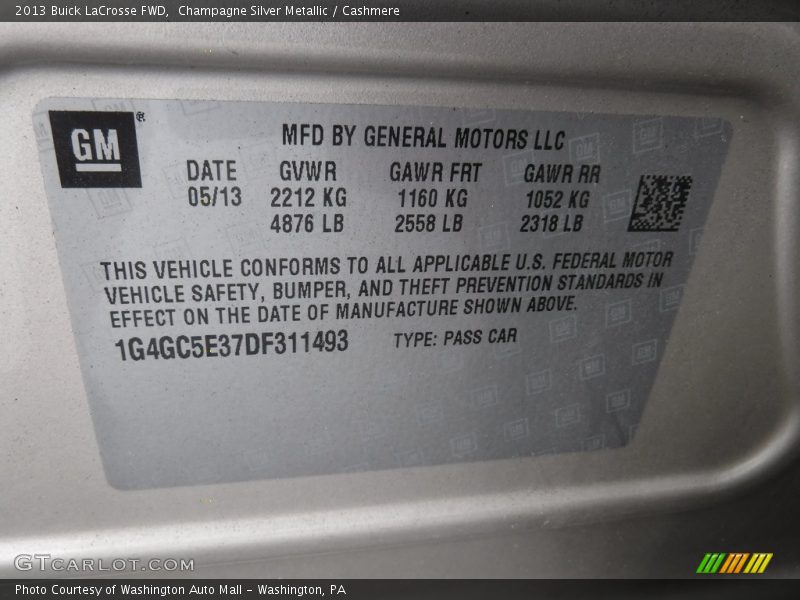 2013 Buick LaCrosse FWD, Champagne Silver Metallic / Cashmere
GM®
MFD BY GENERAL MOTORS LLC
DATE GVWR GAWR FRT GAWR RR
05/13 2212 KG 1160 KG 1052 KG
4876 LB 2558 LB 2318 LB
THIS VEHICLE CONFORMS TO ALL APPLICABLE U.S. FEDERAL MOTOR
VEHICLE SAFETY, BUMPER, AND THEFT PREVENTION STANDARDS IN
EFFECT ON THE DATE OF MANUFACTURE SHOWN ABOVE.
1G4GC5E37DF311493 TYPE: PASS CAR
GTCARLOT.COM
Photo Courtesy of Washington Auto Mall – Washington, PA